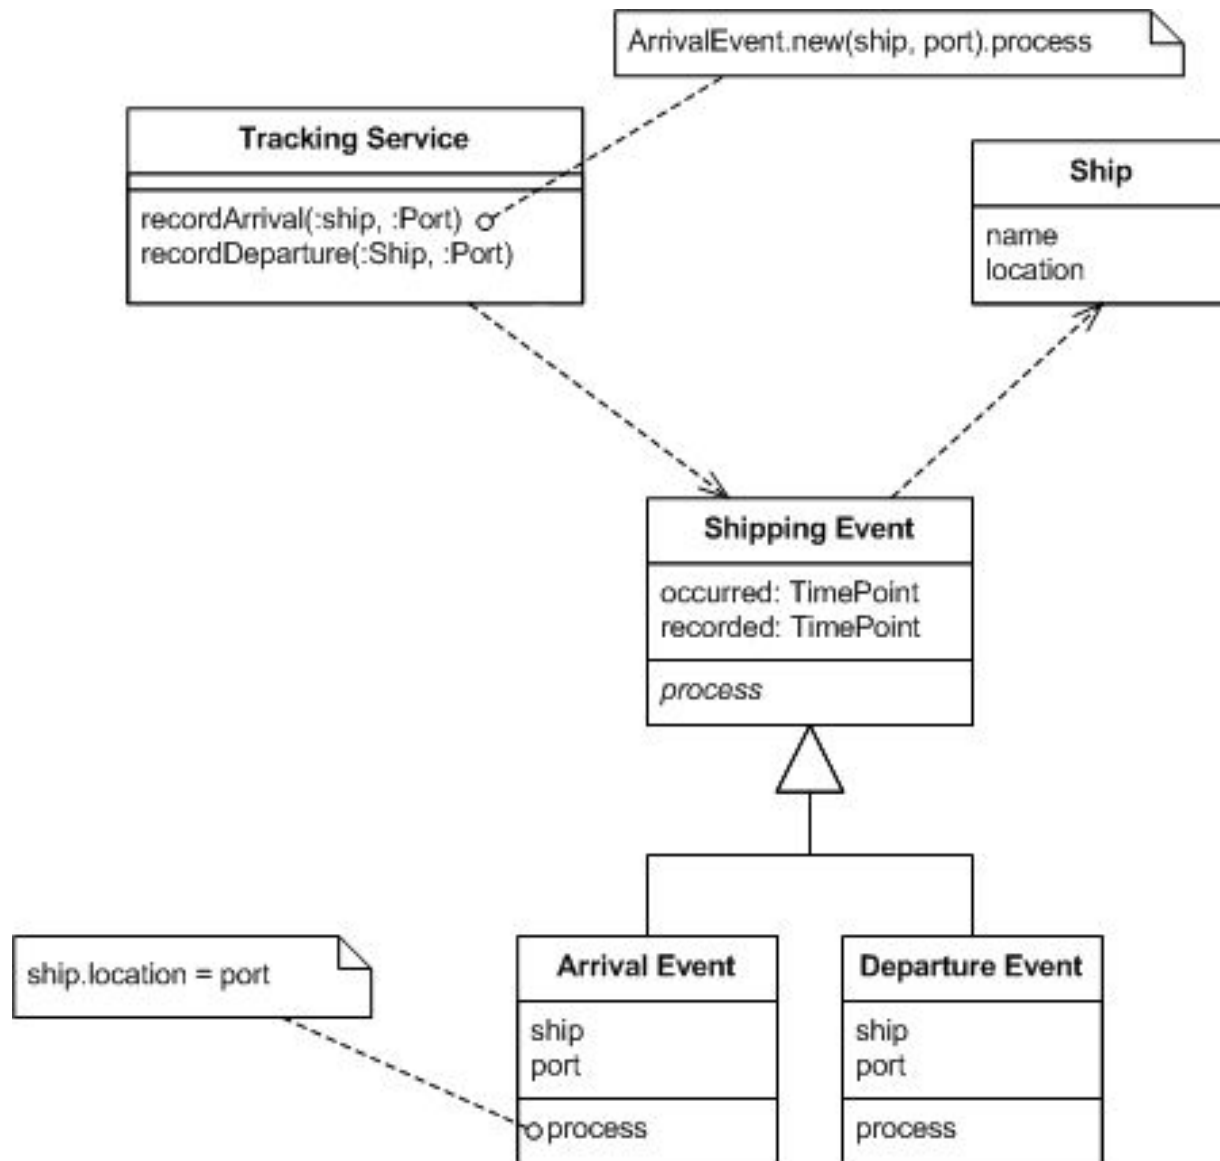 ArrivalEvent.new(ship, port).process
Tracking Service
recordArrival(:ship, :Port)
recordDeparture(:Ship, :Port)
Ship
name
location
Shipping Event
occurred: TimePoint
recorded: TimePoint
process
ship.location = port
Arrival Event
ship
port
process
Departure Event
ship
port
process